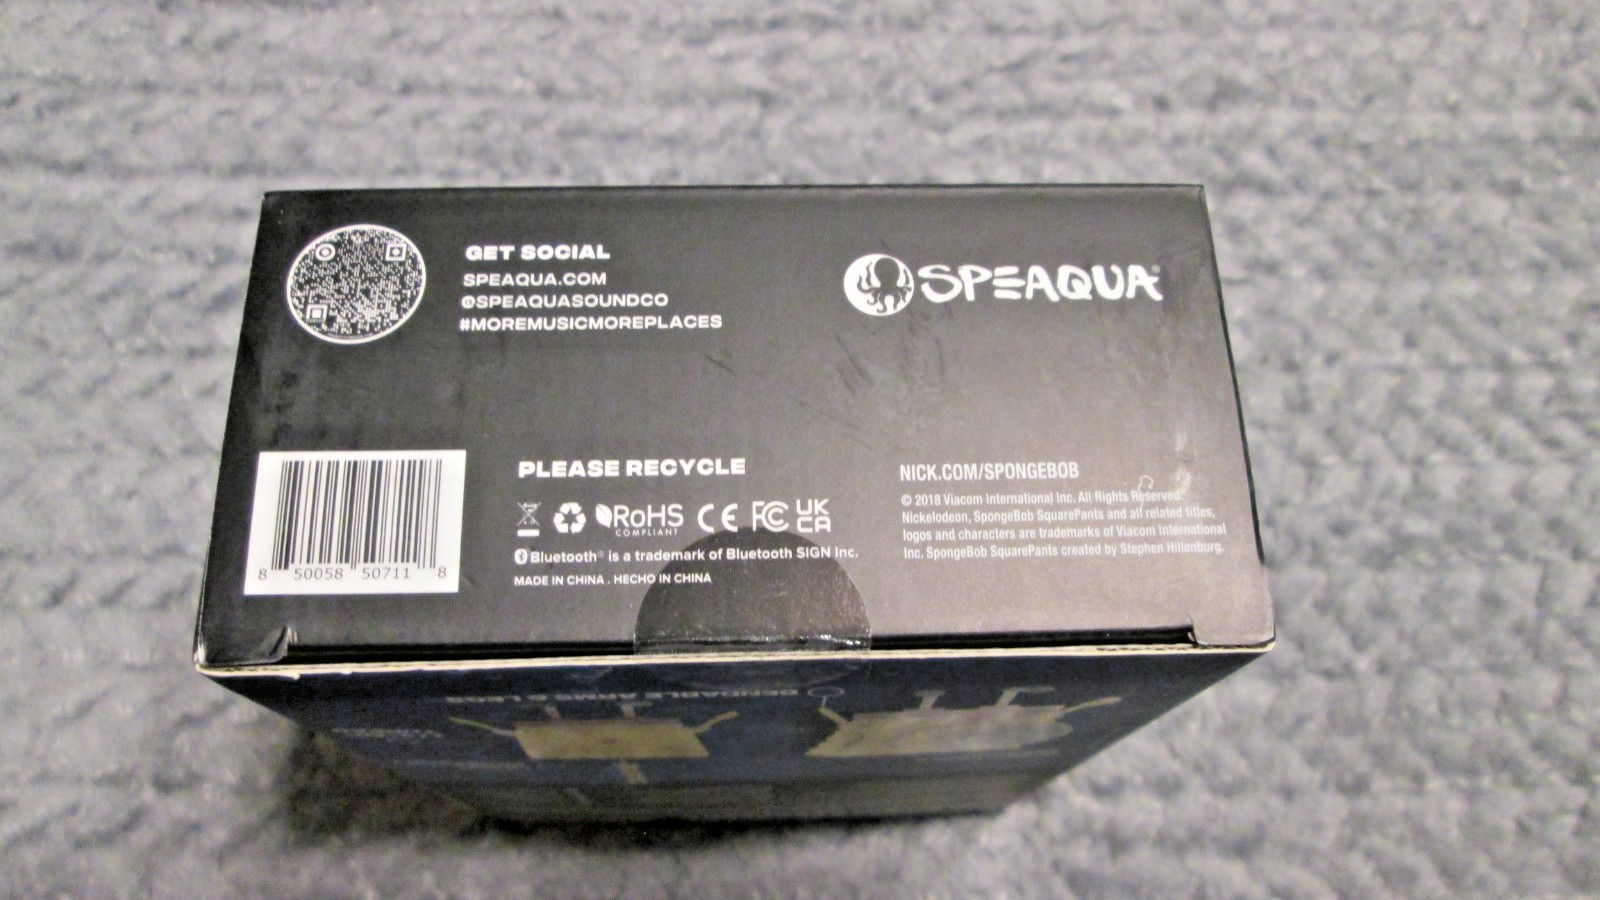 GET SOCIAL
SPEAQUA.COM
@SPEAQUASOUNDCO
#MOREMUSICMOREPLACES
SPEAQUA®
8 50058 50711 8
PLEASE RECYCLE
RoHS
COMPLIANT
CE FC UK CA
Bluetooth® is a trademark of Bluetooth SIGN Inc.
MADE IN CHINA . HECHO IN CHINA
NICK.COM/SPONGEBOB
© 2018 Viacom International Inc. All Rights Reserved.
Nickelodeon, SpongeBob SquarePants and all related titles,
logos and characters are trademarks of Viacom International
Inc. SpongeBob SquarePants created by Stephen Hillenburg.
BENDABLE ARMS & LEGS